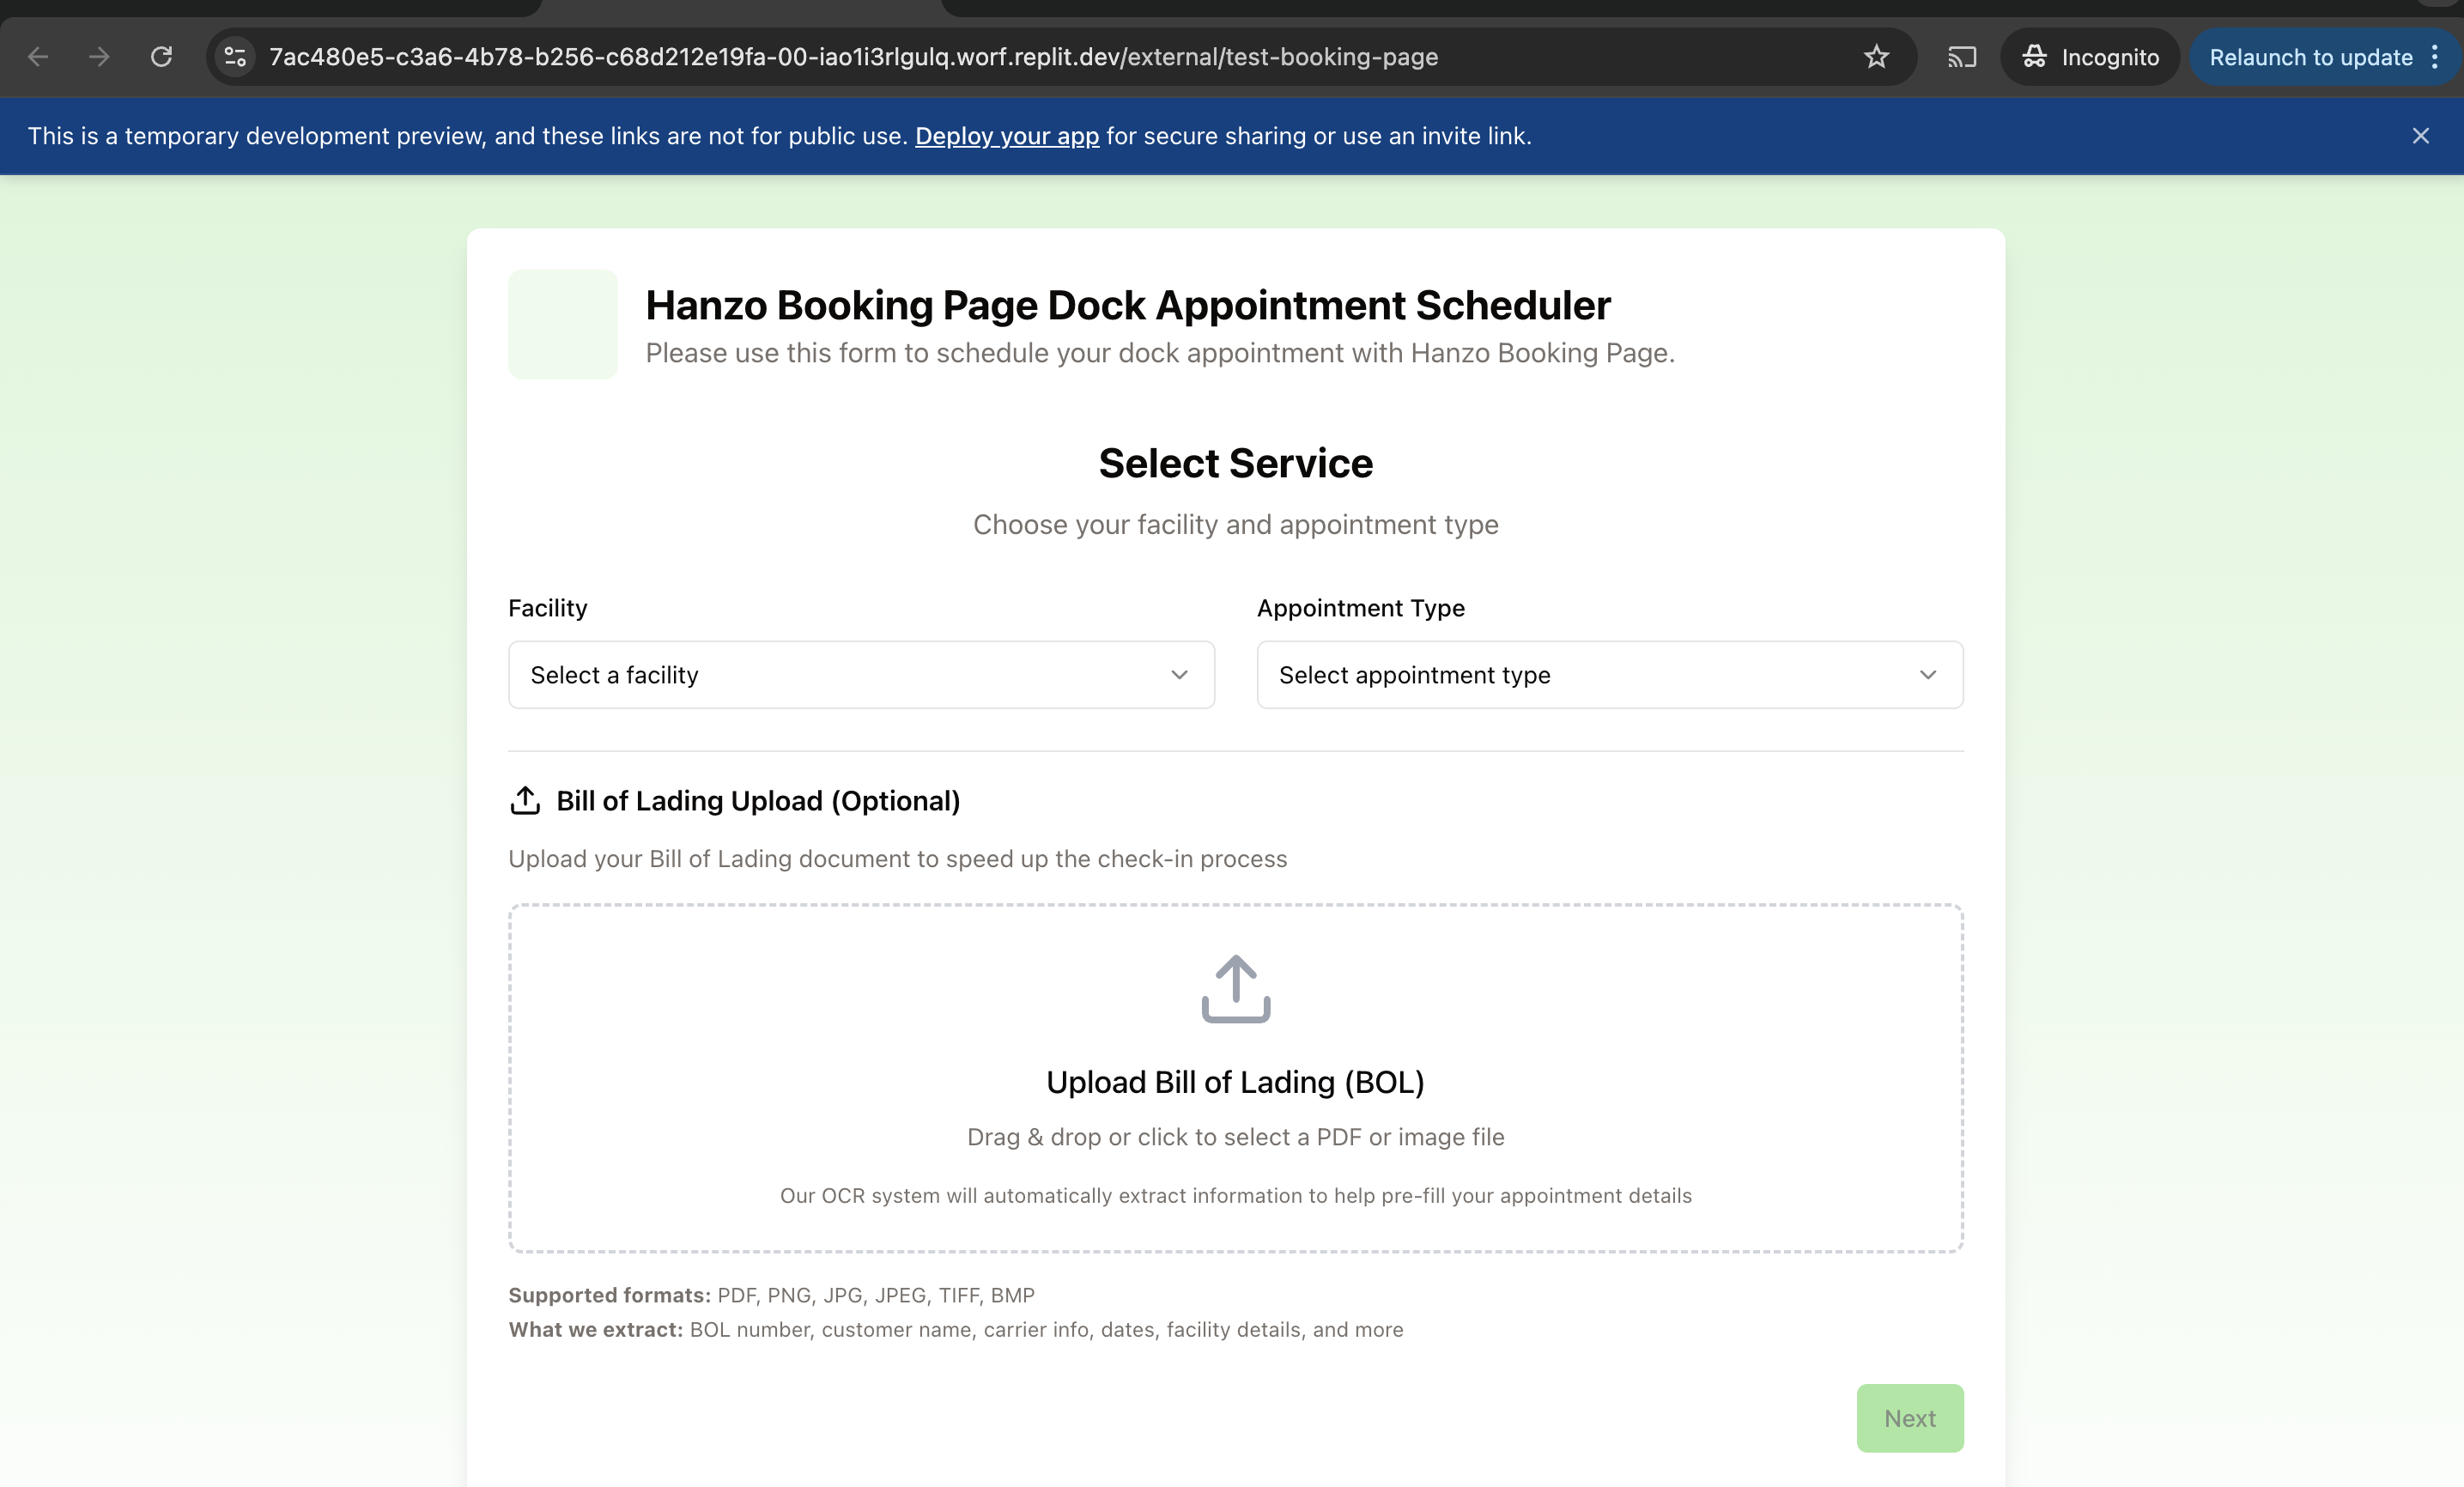 7ac480e5-c3a6-4b78-b256-c68d212e19fa-00-iao1i3rlgulq.worf.replit.dev/external/test-booking-page
Incognito
Relaunch to update
This is a temporary development preview, and these links are not for public use. Deploy your app for secure sharing or use an invite link.
Hanzo Booking Page Dock Appointment Scheduler
Please use this form to schedule your dock appointment with Hanzo Booking Page.
Select Service
Choose your facility and appointment type
Facility
Appointment Type
Select a facility
Select appointment type
Bill of Lading Upload (Optional)
Upload your Bill of Lading document to speed up the check-in process
Upload Bill of Lading (BOL)
Drag & drop or click to select a PDF or image file
Our OCR system will automatically extract information to help pre-fill your appointment details
Supported formats: PDF, PNG, JPG, JPEG, TIFF, BMP
What we extract: BOL number, customer name, carrier info, dates, facility details, and more
Next